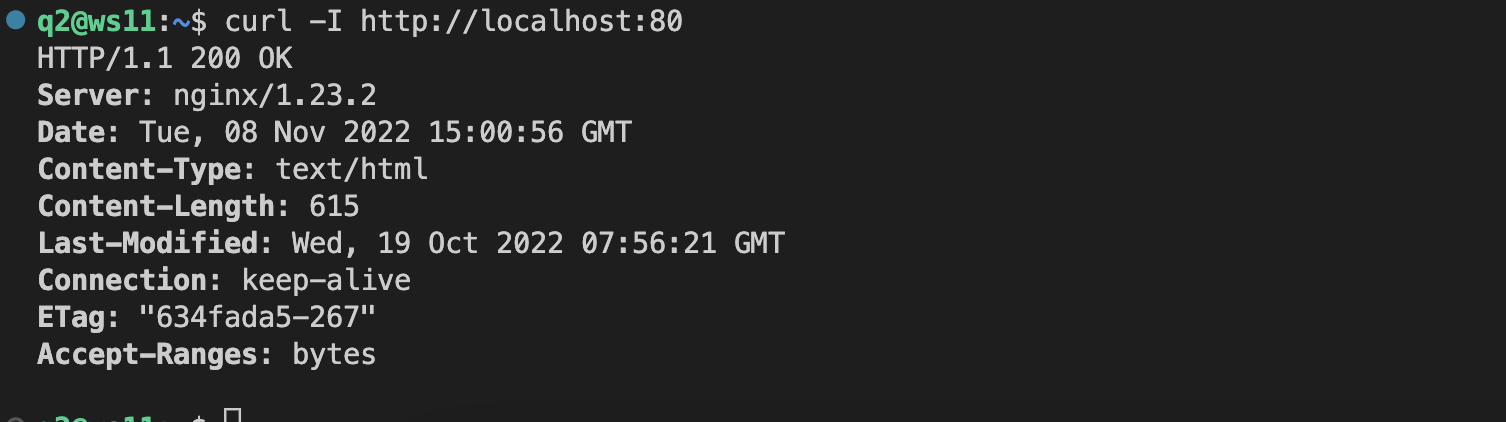 q2@ws11:~$ curl -I http://localhost:80
HTTP/1.1 200 OK
Server: nginx/1.23.2
Date: Tue, 08 Nov 2022 15:00:56 GMT
Content-Type: text/html
Content-Length: 615
Last-Modified: Wed, 19 Oct 2022 07:56:21 GMT
Connection: keep-alive
ETag: "634fada5-267"
Accept-Ranges: bytes